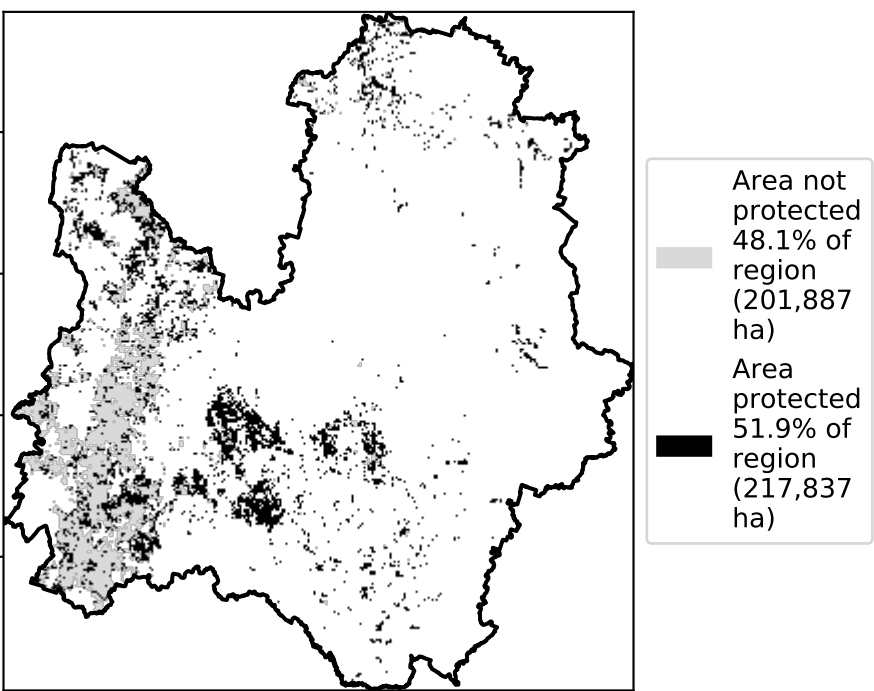 Area not
protected
48.1% of
region
(201,887
ha)
Area
protected
51.9% of
region
(217,837
ha)